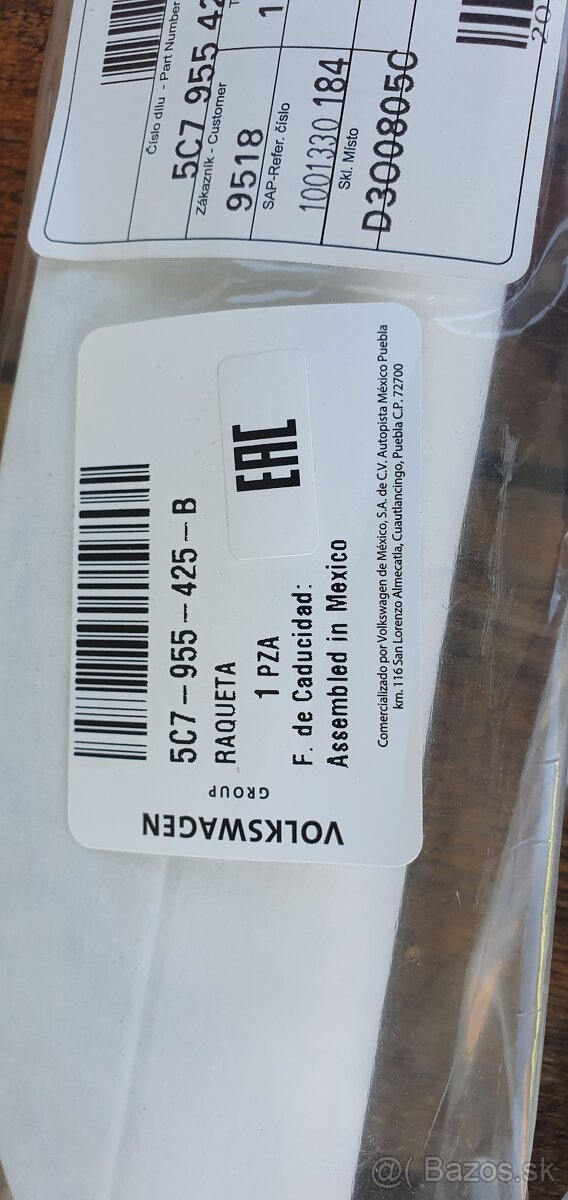 Číslo dílu - Part Number
5C7 955 42
Zákazník - Customer
9518
SAP-Refer. číslo
1
1001330 184
Skl. Místo
D3008050
5C7-955-425-B
RAQUETA
1 PZA
EAC
F. de Caducidad:
Assembled in Mexico
Comercializado por Volkswagen de México, S.A. de C.V. Autopista México Puebla
km. 116 San Lorenzo Almecatla, Cuautlancingo, Puebla C.P. 72700
VOLKSWAGEN
GROUP
Bazos.sk